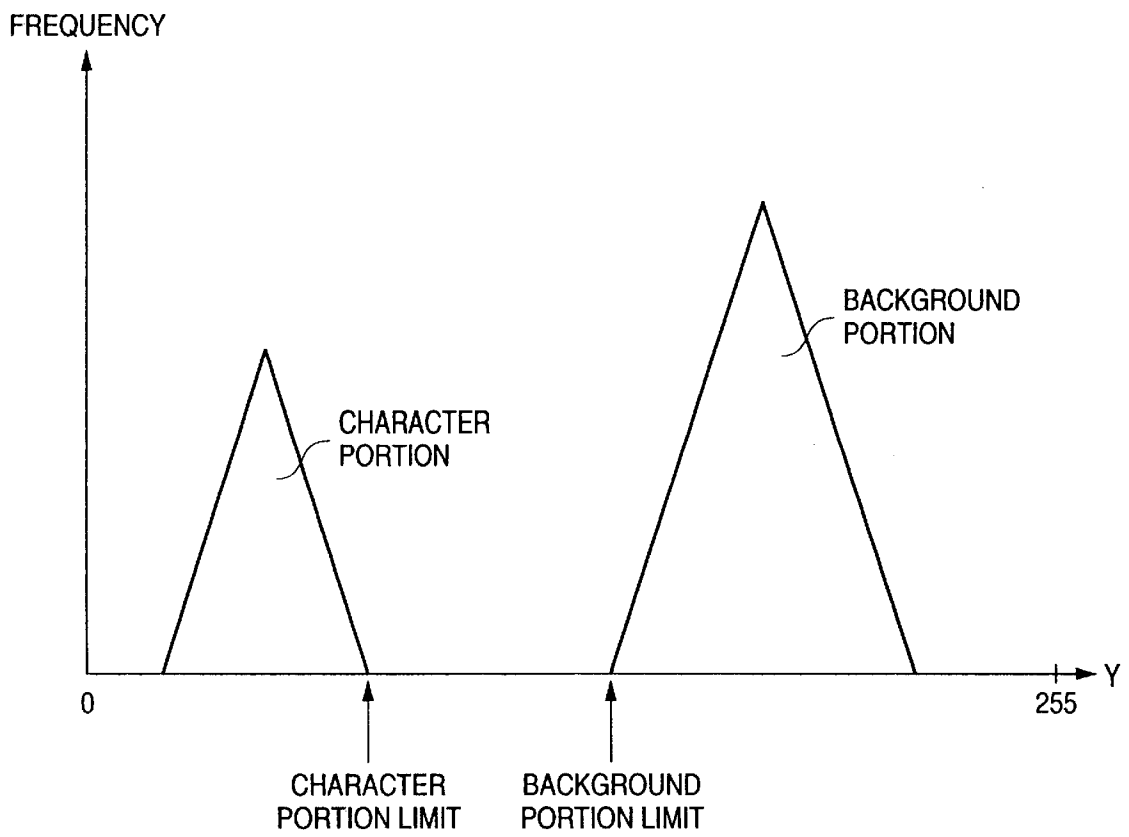 FREQUENCY
BACKGROUND
PORTION
CHARACTER
PORTION
Y
0
255
CHARACTER
PORTION LIMIT
BACKGROUND
PORTION LIMIT